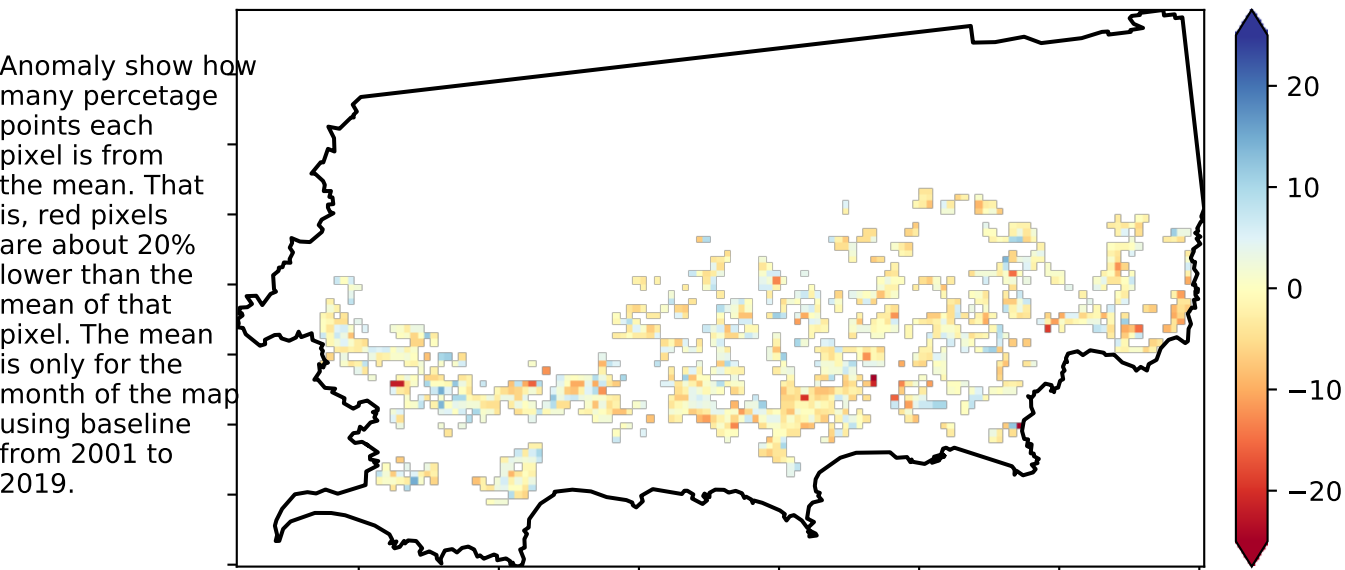 Anomaly show how
many percetage
points each
pixel is from
the mean. That
is, red pixels
are about 20%
lower than the
mean of that
pixel. The mean
is only for the
month of the map
using baseline
from 2001 to
2019.
20
10
0
−10
−20